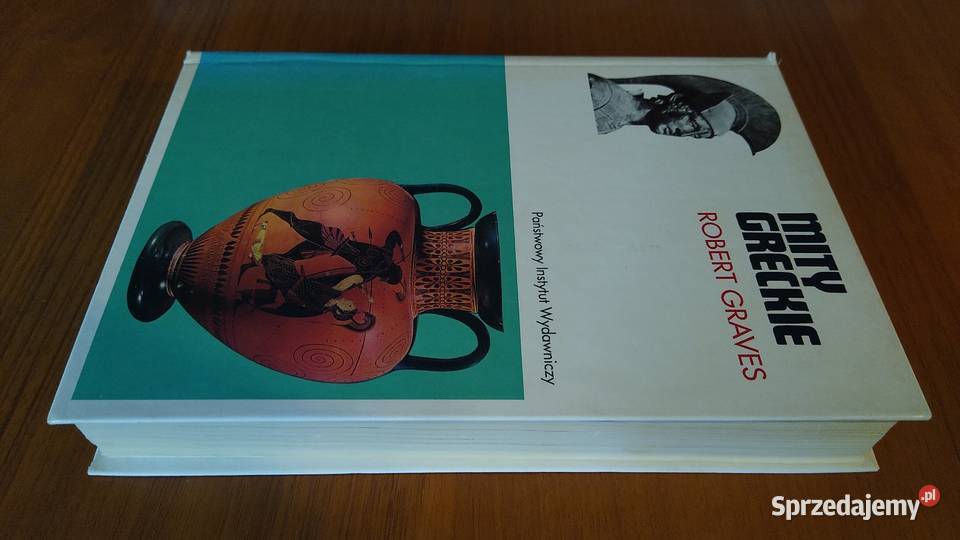 MITY
GRECKIE
ROBERT GRAVES
Państwowy Instytut Wydawniczy
Sprzedajemy.pl